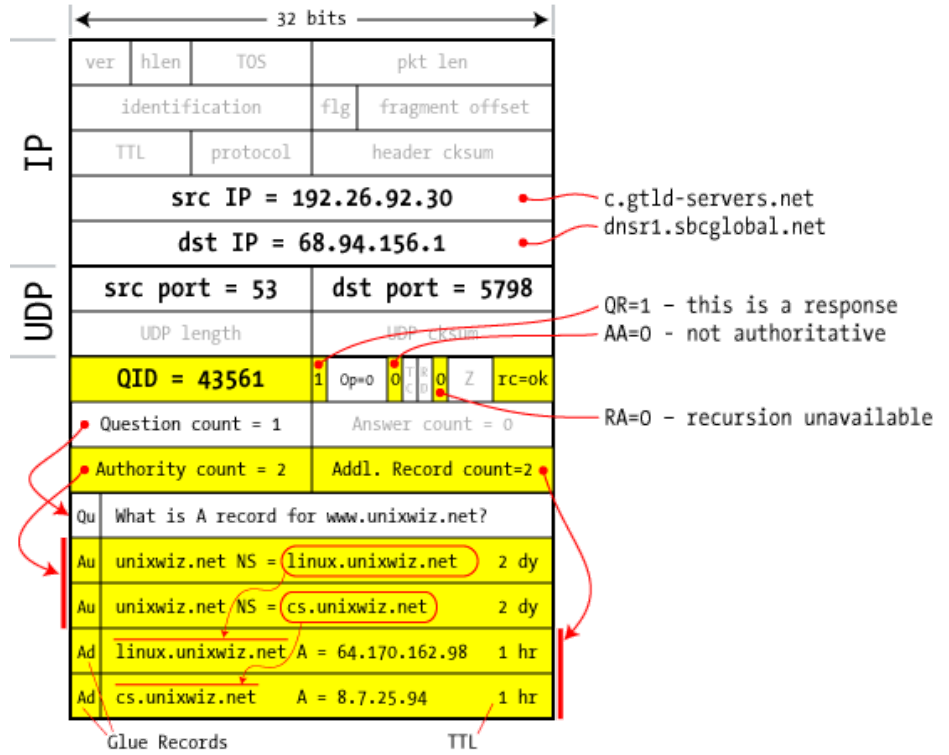 32 bits
IP
ver hlen TOS pkt len
identification flg fragment offset
TTL protocol header cksum
src IP = 192.26.92.30
c.gtld-servers.net
dst IP = 68.94.156.1
dnsr1.sbcglobal.net
UDP
src port = 53 dst port = 5798
QR=1 – this is a response
UDP length UDP cksum
AA=0 - not authoritative
QID = 43561 1 Op=0 0 TC RD 0 Z rc=ok
RA=0 – recursion unavailable
Question count = 1 Answer count = 0
Authority count = 2 Addl. Record count=2
Qu What is A record for www.unixwiz.net?
Au unixwiz.net NS = linux.unixwiz.net 2 dy
Au unixwiz.net NS = cs.unixwiz.net 2 dy
Ad linux.unixwiz.net A = 64.170.162.98 1 hr
Ad cs.unixwiz.net A = 8.7.25.94 1 hr
Glue Records TTL